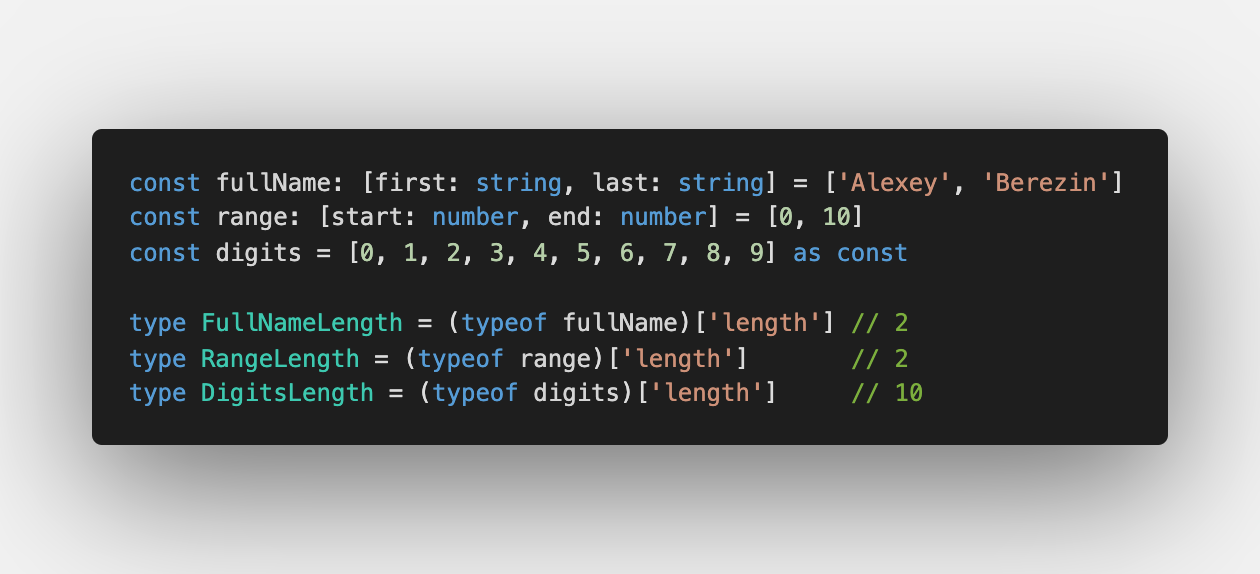 const fullName: [first: string, last: string] = ['Alexey', 'Berezin']
const range: [start: number, end: number] = [0, 10]
const digits = [0, 1, 2, 3, 4, 5, 6, 7, 8, 9] as const
type FullNameLength = (typeof fullName)['length'] // 2
type RangeLength = (typeof range)['length']       // 2
type DigitsLength = (typeof digits)['length']     // 10